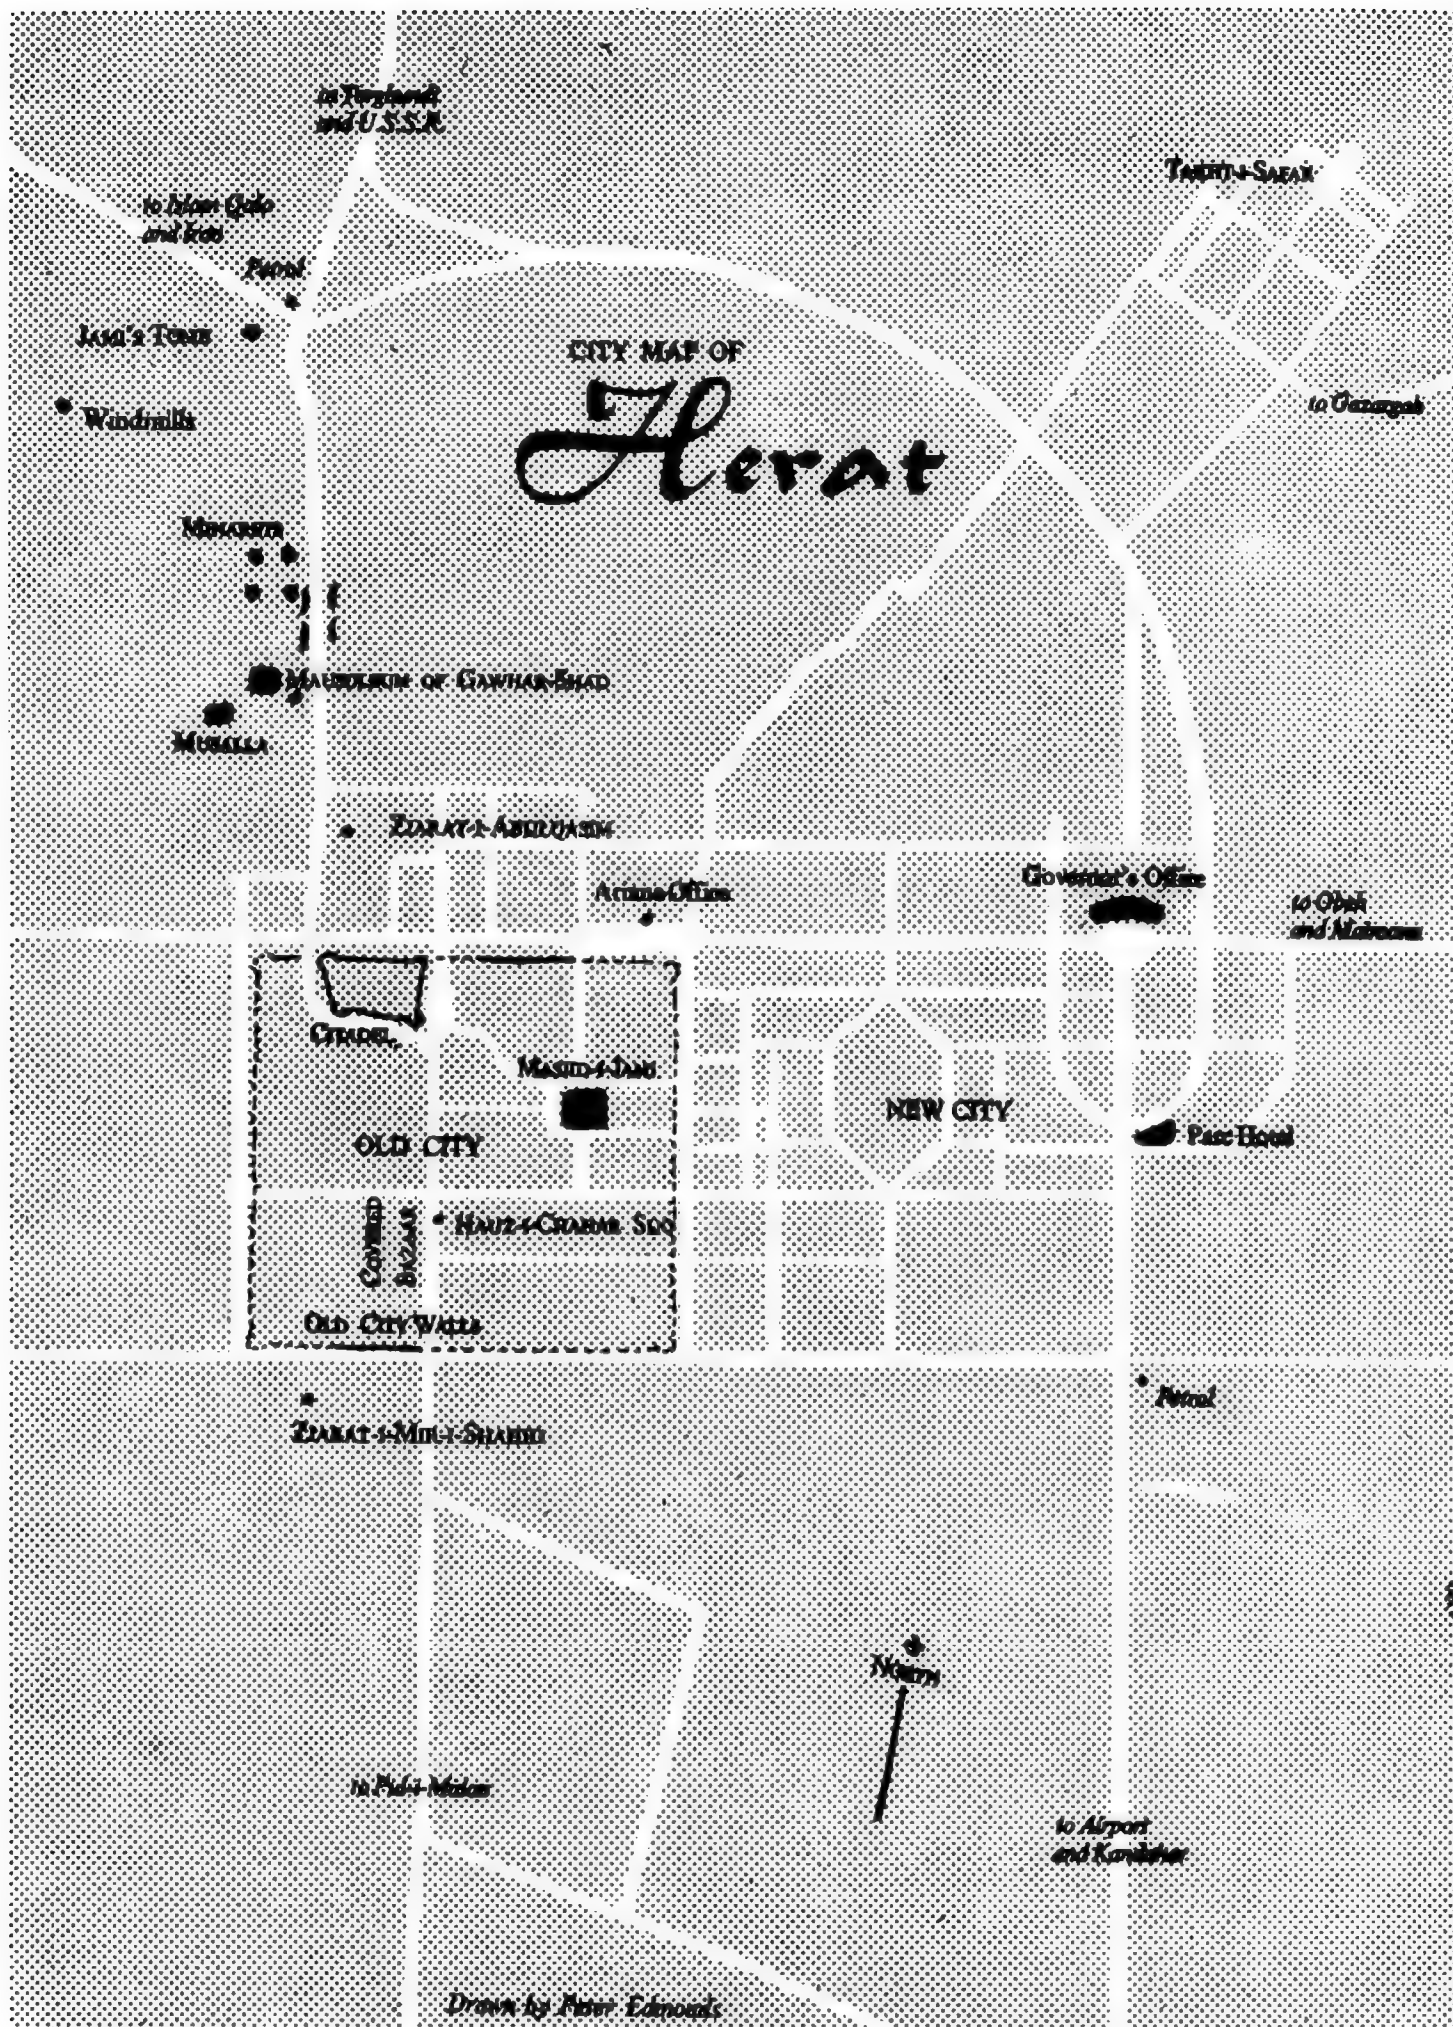 to Torghundi
and U.S.S.R.
TAKHT-I-SAFAR
to Islam Qala
and Iran
Petrol
JAMI'S TOMB
CITY MAP OF
Herat
to Gazargah
Windmills
MINARETS
MAUSOLEUM OF GAWHAR-SHAD
MUSALLA
ZIARAT-I-ABULQASIM
Ariana Office
Governor's Office
to Obeh
and
CITADEL
MASJID-I-JAMI
NEW CITY
Parc Hotel
OLD CITY
COVERED
BAZAAR
HAUZ-I-CHAHAR SUQ
OLD CITY WALLS
Petrol
ZIARAT-I-MIR-I-SHAHID
NORTH
to Pul-i-Malan
to Airport
and Kandahar
Drawn by Peter Edmonds